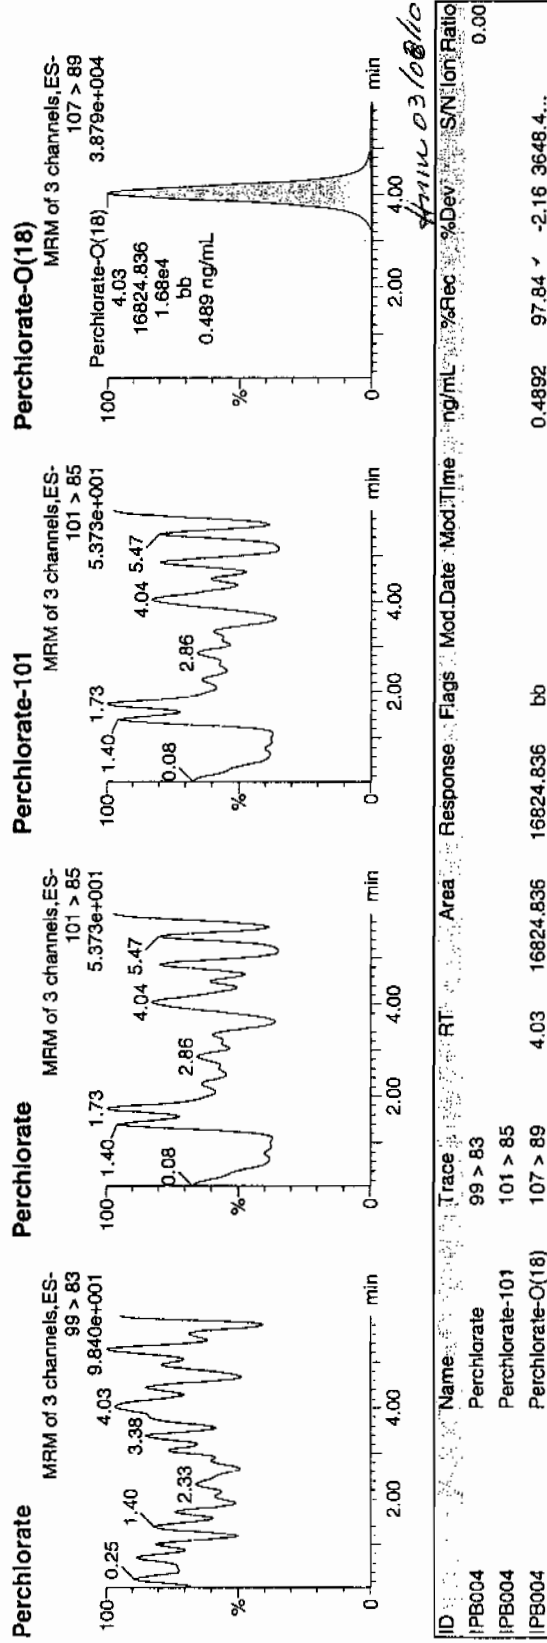 Perchlorate
MRM of 3 channels,ES-
99 > 83
9.840e+001
100
%
0
0.25
1.40
2.33
3.38
4.03
2.00
4.00
min
Perchlorate
MRM of 3 channels,ES-
101 > 85
5.373e+001
100
%
0
0.08
1.40
1.73
2.86
4.04
5.47
2.00
4.00
min
Perchlorate-101
MRM of 3 channels,ES-
101 > 85
5.373e+001
100
%
0
0.08
1.40
1.73
2.86
4.04
5.47
2.00
4.00
min
Perchlorate-O(18)
MRM of 3 channels,ES-
107 > 89
3.879e+004
100
%
0
Perchlorate-O(18)
4.03
16824.836
1.68e4
bb
0.489 ng/mL
2.00
4.00
min
03/08/10
ID Name Trace RT Area Response Flags Mod.Date Mod.Time ng/mL %Rec %Dev S/N Ion Ratio
IPB004 Perchlorate 99 > 83 0.00
IPB004 Perchlorate-101 101 > 85
IPB004 Perchlorate-O(18) 107 > 89 4.03 16824.836 16824.836 bb 0.4892 97.84 -2.16 3648.4...